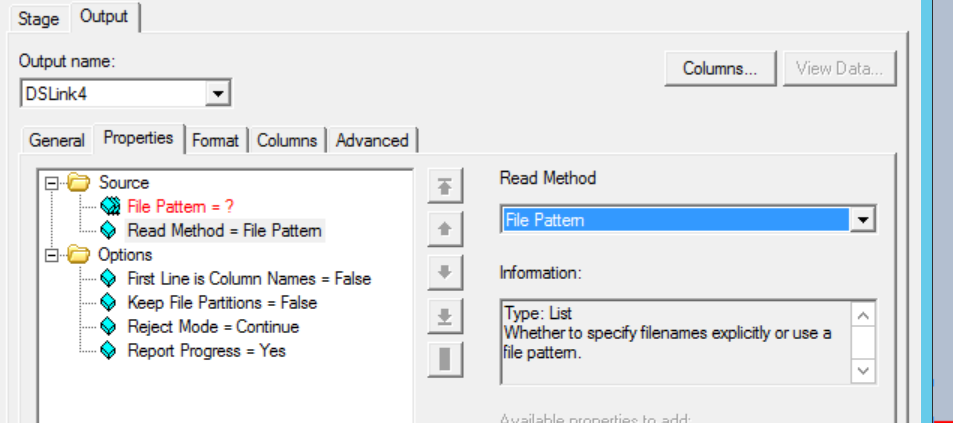 Stage Output
Output name:
DSLink4
Columns... View Data...
General Properties Format Columns Advanced
Source
File Pattern = ?
Read Method = File Pattern
Options
First Line is Column Names = False
Keep File Partitions = False
Reject Mode = Continue
Report Progress = Yes
Read Method
File Pattern
Information:
Type: List
Whether to specify filenames explicitly or use a
file pattern.
Available properties to add: